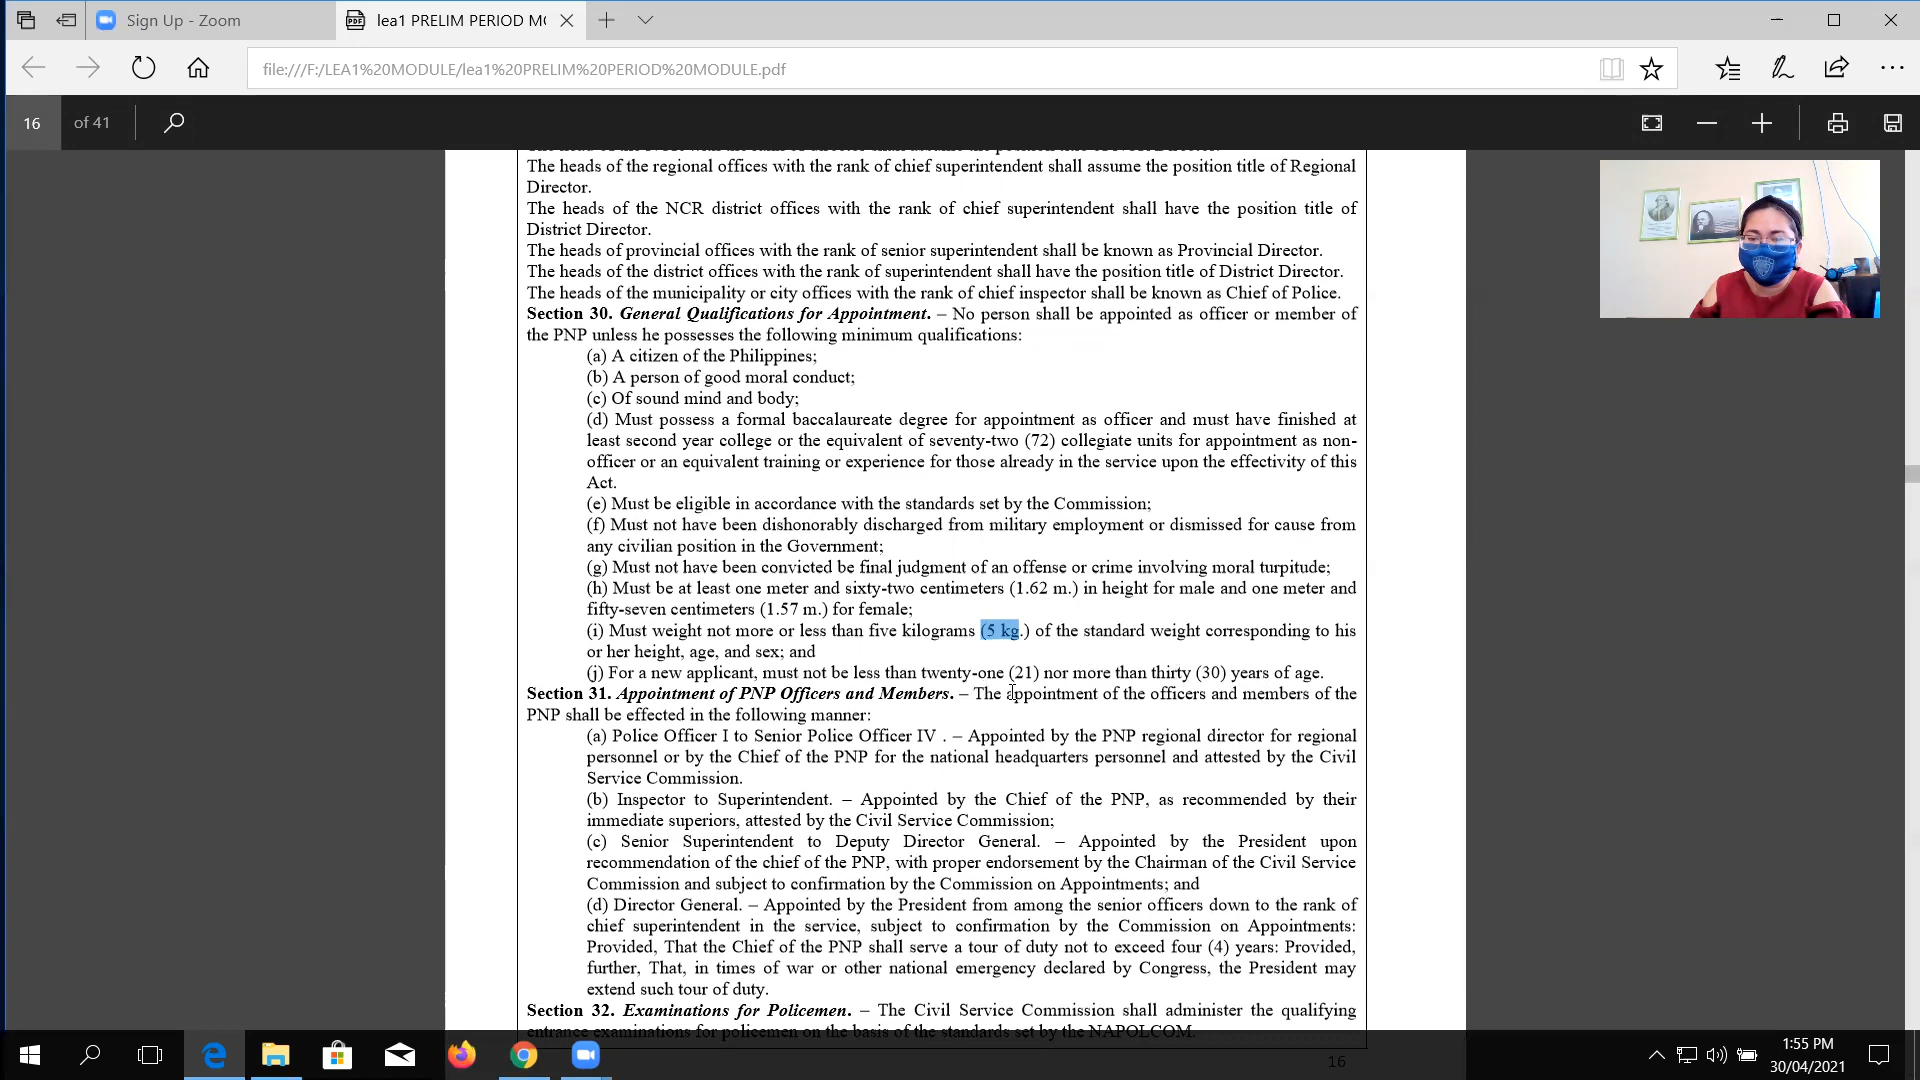 Sign Up - Zoom
lea1 PRELIM PERIOD MO
file:///F:/LEA1%20MODULE/lea1%20PRELIM%20PERIOD%20MODULE.pdf
16 of 41
The heads of the regional offices with the rank of chief superintendent shall assume the position title of Regional
Director.
The heads of the NCR district offices with the rank of chief superintendent shall have the position title of
District Director.
The heads of provincial offices with the rank of senior superintendent shall be known as Provincial Director.
The heads of the district offices with the rank of superintendent shall have the position title of District Director.
The heads of the municipality or city offices with the rank of chief inspector shall be known as Chief of Police.
Section 30. General Qualifications for Appointment. – No person shall be appointed as officer or member of
the PNP unless he possesses the following minimum qualifications:
(a) A citizen of the Philippines;
(b) A person of good moral conduct;
(c) Of sound mind and body;
(d) Must possess a formal baccalaureate degree for appointment as officer and must have finished at
least second year college or the equivalent of seventy-two (72) collegiate units for appointment as non-
officer or an equivalent training or experience for those already in the service upon the effectivity of this
Act.
(e) Must be eligible in accordance with the standards set by the Commission;
(f) Must not have been dishonorably discharged from military employment or dismissed for cause from
any civilian position in the Government;
(g) Must not have been convicted be final judgment of an offense or crime involving moral turpitude;
(h) Must be at least one meter and sixty-two centimeters (1.62 m.) in height for male and one meter and
fifty-seven centimeters (1.57 m.) for female;
(i) Must weight not more or less than five kilograms (5 kg.) of the standard weight corresponding to his
or her height, age, and sex; and
(j) For a new applicant, must not be less than twenty-one (21) nor more than thirty (30) years of age.
Section 31. Appointment of PNP Officers and Members. – The appointment of the officers and members of the
PNP shall be effected in the following manner:
(a) Police Officer I to Senior Police Officer IV . – Appointed by the PNP regional director for regional
personnel or by the Chief of the PNP for the national headquarters personnel and attested by the Civil
Service Commission.
(b) Inspector to Superintendent. – Appointed by the Chief of the PNP, as recommended by their
immediate superiors, attested by the Civil Service Commission;
(c) Senior Superintendent to Deputy Director General. – Appointed by the President upon
recommendation of the chief of the PNP, with proper endorsement by the Chairman of the Civil Service
Commission and subject to confirmation by the Commission on Appointments; and
(d) Director General. – Appointed by the President from among the senior officers down to the rank of
chief superintendent in the service, subject to confirmation by the Commission on Appointments:
Provided, That the Chief of the PNP shall serve a tour of duty not to exceed four (4) years: Provided,
further, That, in times of war or other national emergency declared by Congress, the President may
extend such tour of duty.
Section 32. Examinations for Policemen. – The Civil Service Commission shall administer the qualifying
entrance examinations for policemen on the basis of the standards set by the NAPOLCOM.
16
1:55 PM
30/04/2021